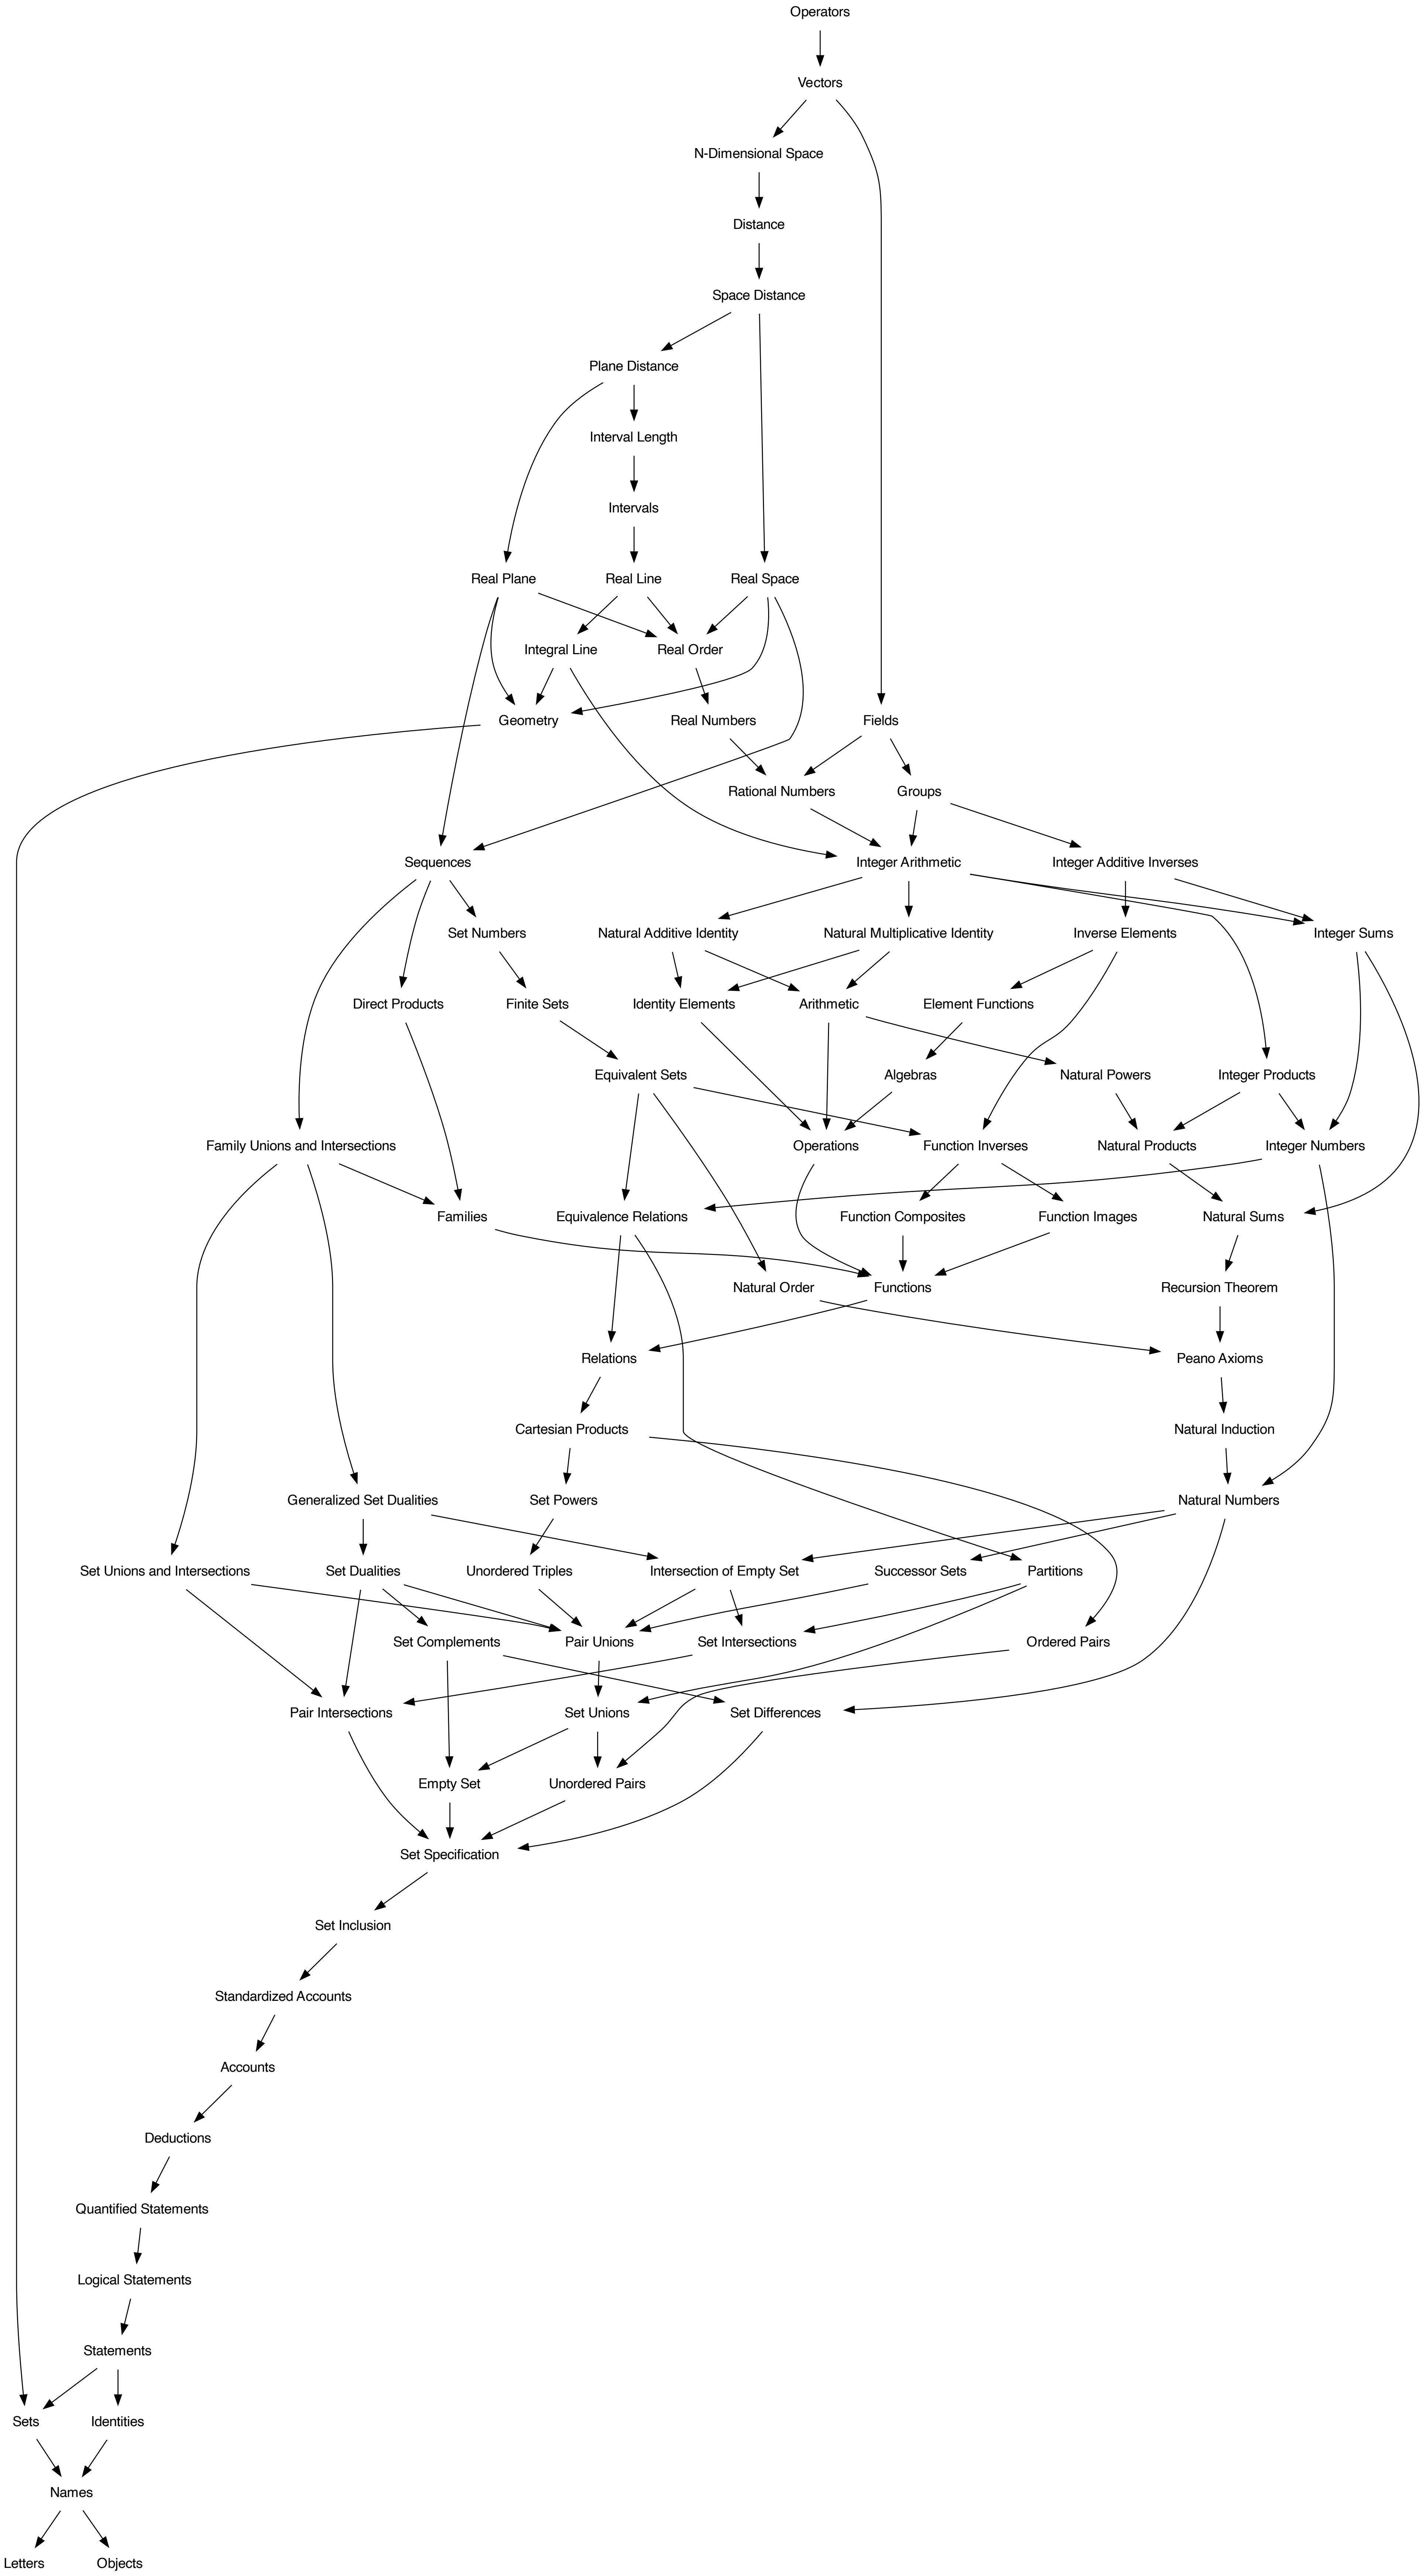 Operators
Vectors
N-Dimensional Space
Distance
Space Distance
Plane Distance
Interval Length
Intervals
Real Plane
Real Line
Real Space
Integral Line
Real Order
Geometry
Real Numbers
Fields
Rational Numbers
Groups
Sequences
Integer Arithmetic
Integer Additive Inverses
Set Numbers
Natural Additive Identity
Natural Multiplicative Identity
Inverse Elements
Integer Sums
Direct Products
Finite Sets
Identity Elements
Arithmetic
Element Functions
Equivalent Sets
Algebras
Natural Powers
Integer Products
Family Unions and Intersections
Operations
Function Inverses
Natural Products
Integer Numbers
Families
Equivalence Relations
Function Composites
Function Images
Natural Sums
Natural Order
Functions
Recursion Theorem
Relations
Peano Axioms
Cartesian Products
Natural Induction
Generalized Set Dualities
Set Powers
Natural Numbers
Set Unions and Intersections
Set Dualities
Unordered Triples
Intersection of Empty Set
Successor Sets
Partitions
Set Complements
Pair Unions
Set Intersections
Ordered Pairs
Pair Intersections
Set Unions
Set Differences
Empty Set
Unordered Pairs
Set Specification
Set Inclusion
Standardized Accounts
Accounts
Deductions
Quantified Statements
Logical Statements
Statements
Sets
Identities
Names
Letters
Objects